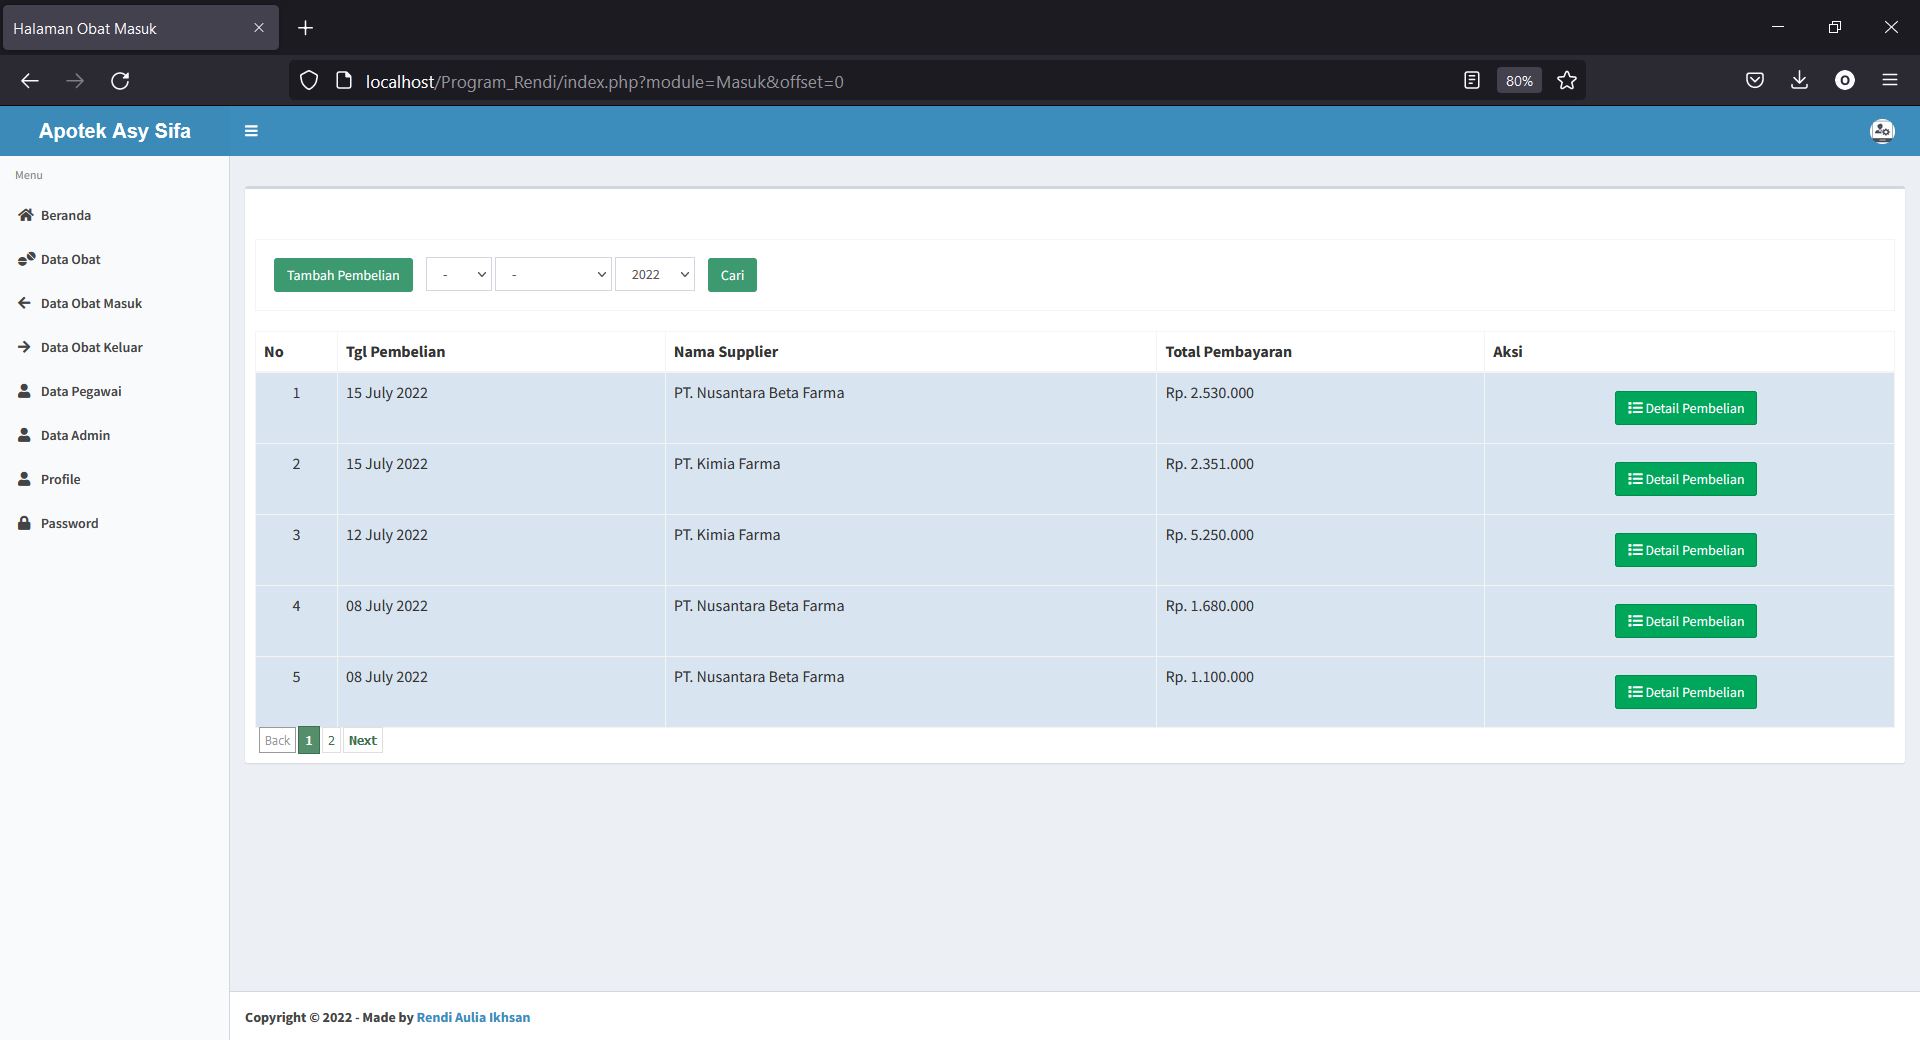 Halaman Obat Masuk
localhost/Program_Rendi/index.php?module=Masuk&offset=0
80%
Apotek Asy Sifa
Menu
Beranda
Data Obat
Data Obat Masuk
Data Obat Keluar
Data Pegawai
Data Admin
Profile
Password
Tambah Pembelian - - 2022 Cari
No Tgl Pembelian Nama Supplier Total Pembayaran Aksi
1 15 July 2022 PT. Nusantara Beta Farma Rp. 2.530.000 Detail Pembelian
2 15 July 2022 PT. Kimia Farma Rp. 2.351.000 Detail Pembelian
3 12 July 2022 PT. Kimia Farma Rp. 5.250.000 Detail Pembelian
4 08 July 2022 PT. Nusantara Beta Farma Rp. 1.680.000 Detail Pembelian
5 08 July 2022 PT. Nusantara Beta Farma Rp. 1.100.000 Detail Pembelian
Back 1 2 Next
Copyright © 2022 - Made by Rendi Aulia Ikhsan